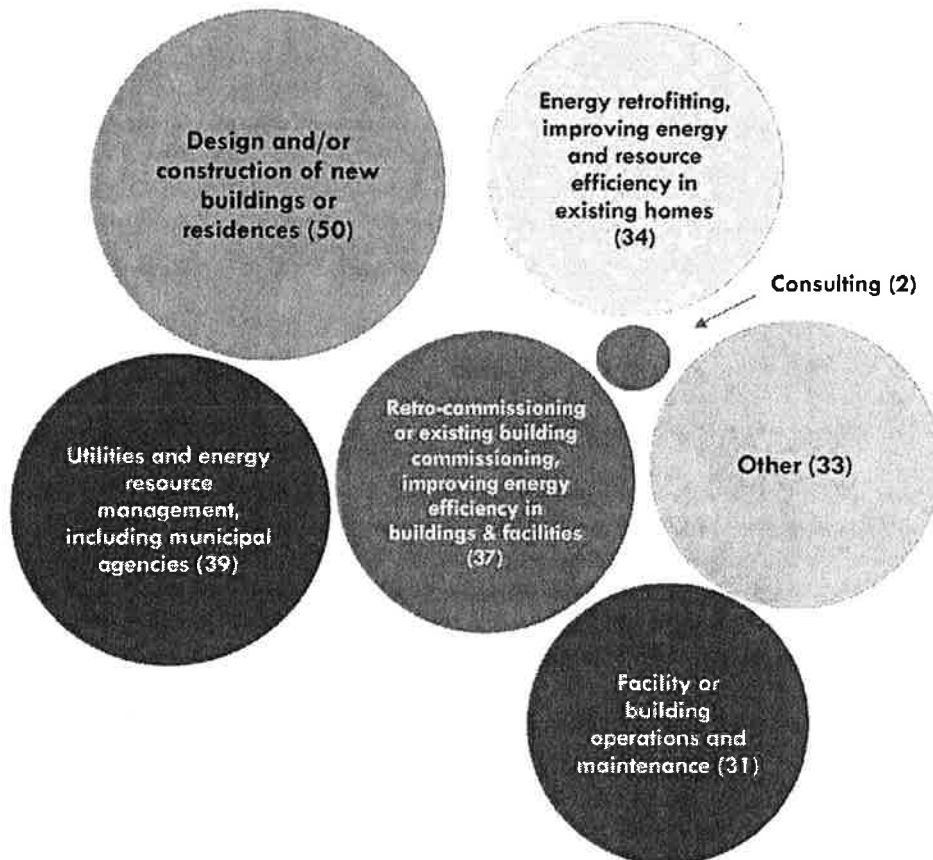 Design and/or
construction of new
buildings or
residences (50)
Energy retrofitting,
improving energy
and resource
efficiency in
existing homes
(34)
Consulting (2)
Utilities and energy
resource
management,
including municipal
agencies (39)
Retro-commissioning
or existing building
commissioning,
improving energy
efficiency in
buildings & facilities
(37)
Other (33)
Facility or
building
operations and
maintenance (31)